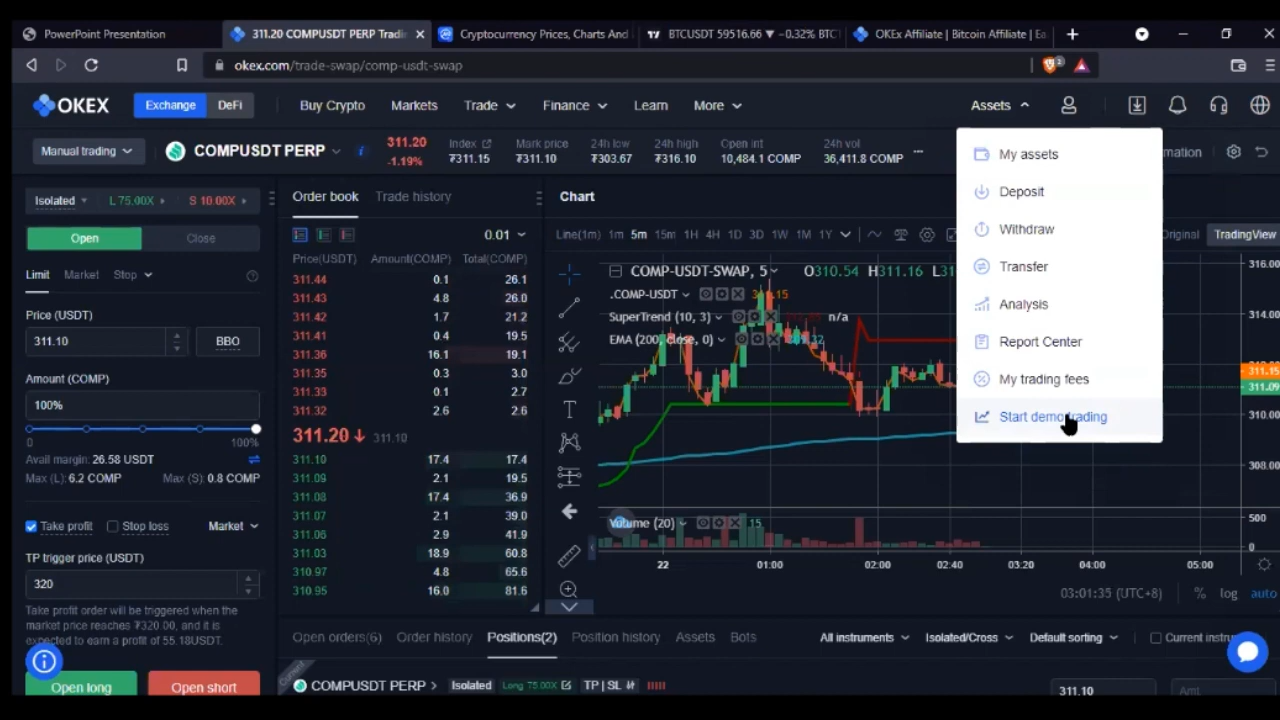 PowerPoint Presentation
311.20 COMPUSDT PERP Tradi
Cryptocurrency Prices, Charts And
BTCUSDT 59516.66 ▼ −0.32% BTC
OKEx Affiliate | Bitcoin Affiliate | Ea
okex.com/trade-swap/comp-usdt-swap
OKEX
Exchange
DeFi
Buy Crypto
Markets
Trade
Finance
Learn
More
Assets
Manual trading
COMPUSDT PERP
311.20
-1.19%
Index
₮311.15
Mark price
₮311.10
24h low
₮303.67
24h high
₮316.10
Open int
10,484.1 COMP
24h vol
36,411.8 COMP
mation
My assets
Deposit
Withdraw
Transfer
Analysis
Report Center
My trading fees
Start demo trading
Isolated
L 75.00X
S 10.00X
Open
Close
Limit
Market
Stop
Price (USDT)
311.10
BBO
Amount (COMP)
100%
0
100%
Avail margin: 26.58 USDT
Max (L): 6.2 COMP
Max (S): 0.8 COMP
Take profit
Stop loss
Market
TP trigger price (USDT)
320
Take profit order will be triggered when the
market price reaches ₮320.00, and it is
expected to earn a profit of 55.18USDT.
Open long
Open short
Order book
Trade history
0.01
Price(USDT) Amount(COMP) Total(COMP)
311.44 0.1 26.1
311.43 4.8 26.0
311.42 1.7 21.2
311.41 0.4 19.5
311.36 16.1 19.1
311.35 0.3 3.0
311.33 0.1 2.7
311.32 2.6 2.6
311.20 311.10
311.10 17.4 17.4
311.09 2.1 19.5
311.08 17.4 36.9
311.07 2.1 39.0
311.06 2.9 41.9
311.03 18.9 60.8
310.97 4.8 65.6
310.95 16.0 81.6
Chart
Line(1m) 1m 5m 15m 1H 4H 1D 3D 1W 1M 1Y
Original
TradingView
COMP-USDT-SWAP, 5
O310.54 H311.16 L31
.COMP-USDT
SuperTrend (10, 3)
n/a
EMA (200, close, 0)
Volume (20)
15
316.00
314.00
311.15
311.09
310.00
308.00
500
0
22 01:00 02:00 02:40 03:20 04:00 05:00
03:01:35 (UTC+8)
% log auto
Open orders(6)
Order history
Positions(2)
Position history
Assets
Bots
All instruments
Isolated/Cross
Default sorting
Current instru
COMPUSDT PERP
Isolated
Long 75.00X
TP | SL
311.10
Amt